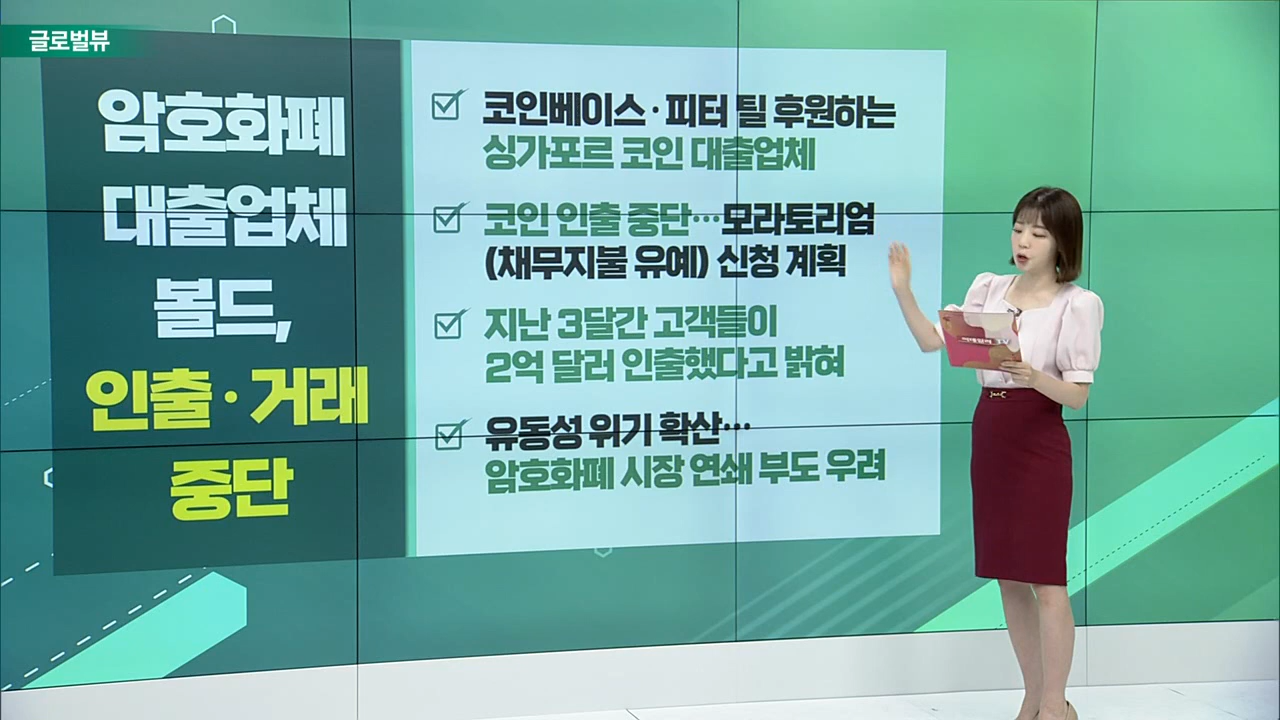 글로벌뷰
암호화폐
대출업체
볼드,
인출·거래
중단
코인베이스·피터 틸 후원하는
싱가포르 코인 대출업체
코인 인출 중단…모라토리엄
(채무지불 유예) 신청 계획
지난 3달간 고객들이
2억 달러 인출했다고 밝혀
유동성 위기 확산…
암호화폐 시장 연쇄 부도 우려